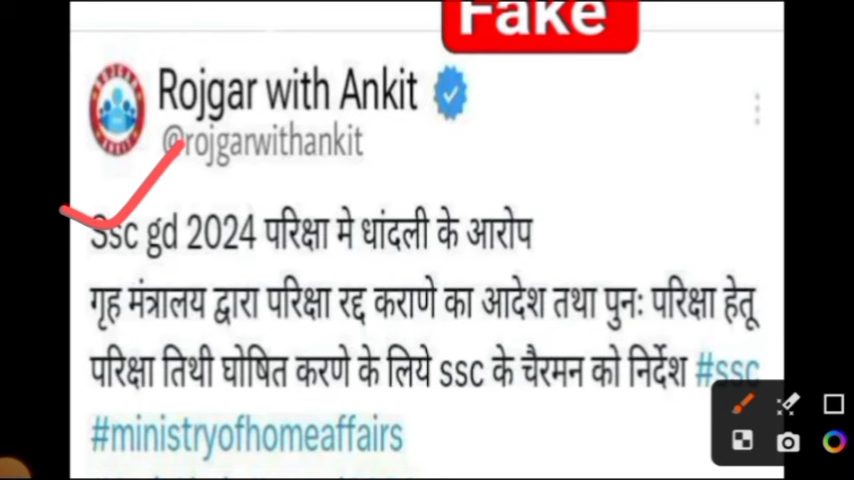 Fake
Rojgar with Ankit
@rojgarwithankit
Ssc gd 2024 परिक्षा मे धांदली के आरोप
गृह मंत्रालय द्वारा परिक्षा रद्द कराणे का आदेश तथा पुनः परिक्षा हेतू
परिक्षा तिथी घोषित करणे के लिये ssc के चैरमन को निर्देश #ssc
#ministryofhomeaffairs